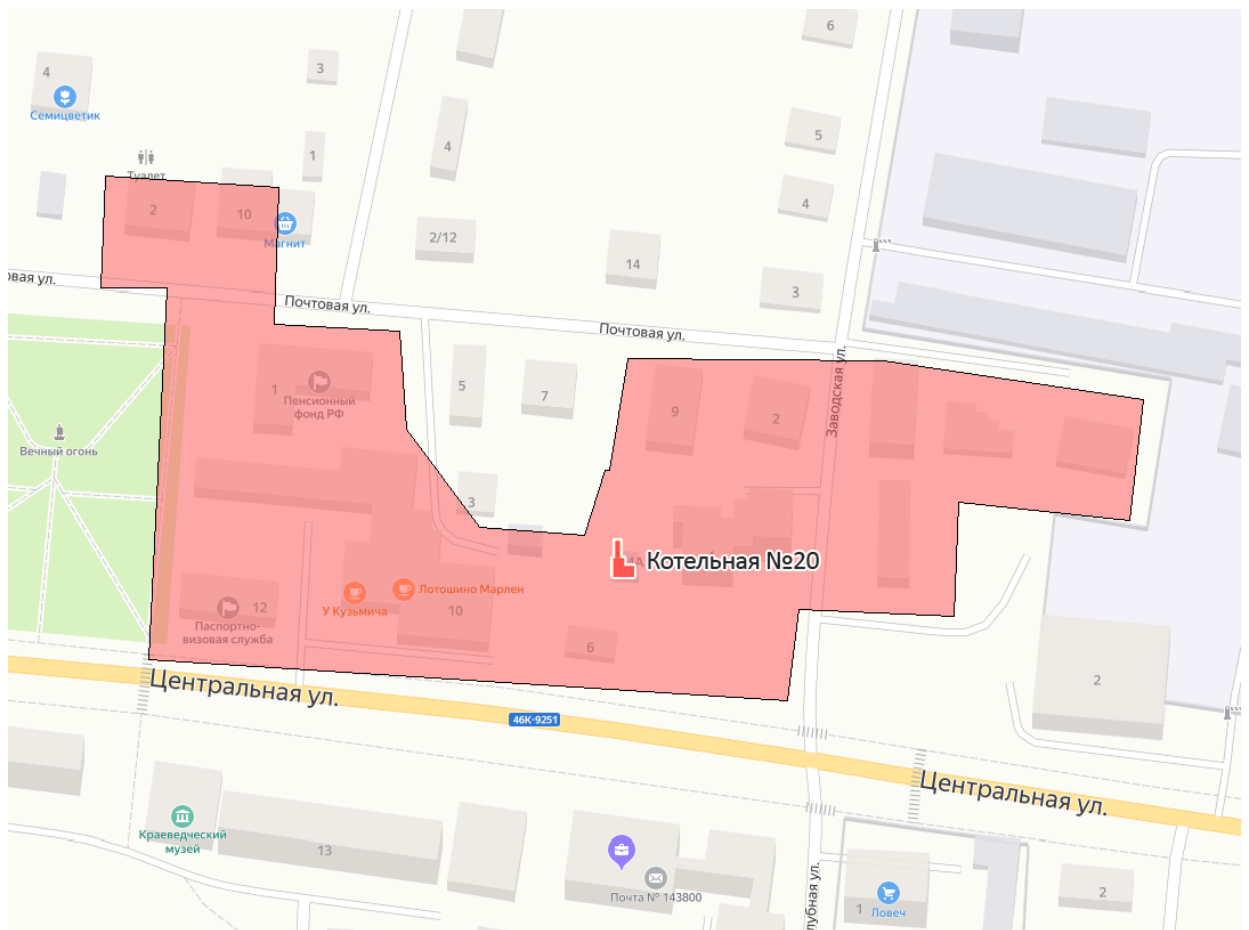 6
3
4
Семицветик
5
4
1
Туалет
4
2
10
Магнит
2/12
14
3
овая ул.
Почтовая ул.
Почтовая ул.
Заводская ул.
1
Пенсионный
фонд РФ
5
7
9
2
Вечный огонь
3
Котельная №20
У Кузьмича
Лотошино Марлен
12
10
Паспортно-
визовая служба
6
2
Центральная ул.
46К-9251
Центральная ул.
Краеведческий
музей
13
Почта № 143800
лубная ул.
1
Ловеч
2